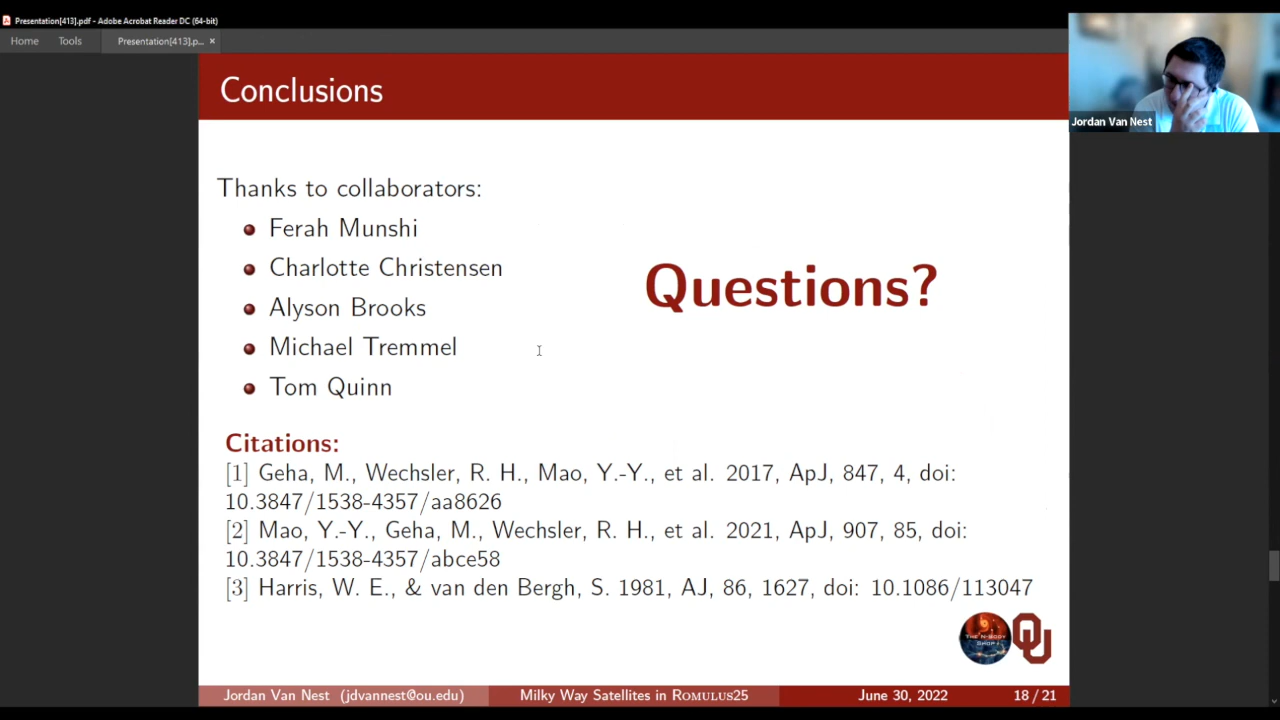 Presentation[413].pdf - Adobe Acrobat Reader DC (64-bit)
Home Tools Presentation[413].p... ×
Conclusions
Jordan Van Nest
Thanks to collaborators:
Ferah Munshi
Charlotte Christensen
Alyson Brooks
Michael Tremmel
Tom Quinn
Questions?
Citations:
[1] Geha, M., Wechsler, R. H., Mao, Y.-Y., et al. 2017, ApJ, 847, 4, doi:
10.3847/1538-4357/aa8626
[2] Mao, Y.-Y., Geha, M., Wechsler, R. H., et al. 2021, ApJ, 907, 85, doi:
10.3847/1538-4357/abce58
[3] Harris, W. E., & van den Bergh, S. 1981, AJ, 86, 1627, doi: 10.1086/113047
THE N-BODY
SHOP
OU
Jordan Van Nest (jdvannest@ou.edu) Milky Way Satellites in ROMULUS25 June 30, 2022 18 / 21